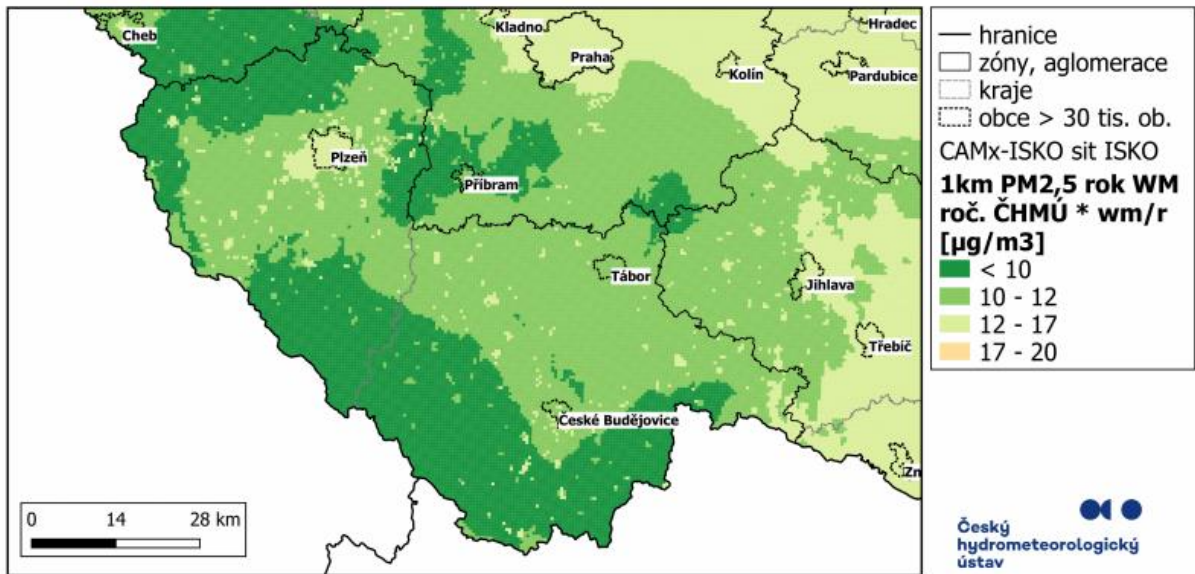 Cheb
Kladno
Praha
Kolín
Hradec
Pardubice
Plzeň
Příbram
Tábor
Jihlava
Třebíč
České Budějovice
Zn
0 14 28 km
hranice
zóny, aglomerace
kraje
obce > 30 tis. ob.
CAMx-ISKO sit ISKO
1km PM2,5 rok WM
roč. ČHMÚ * wm/r
[µg/m3]
< 10
10 - 12
12 - 17
17 - 20
Český
hydrometeorologický
ústav